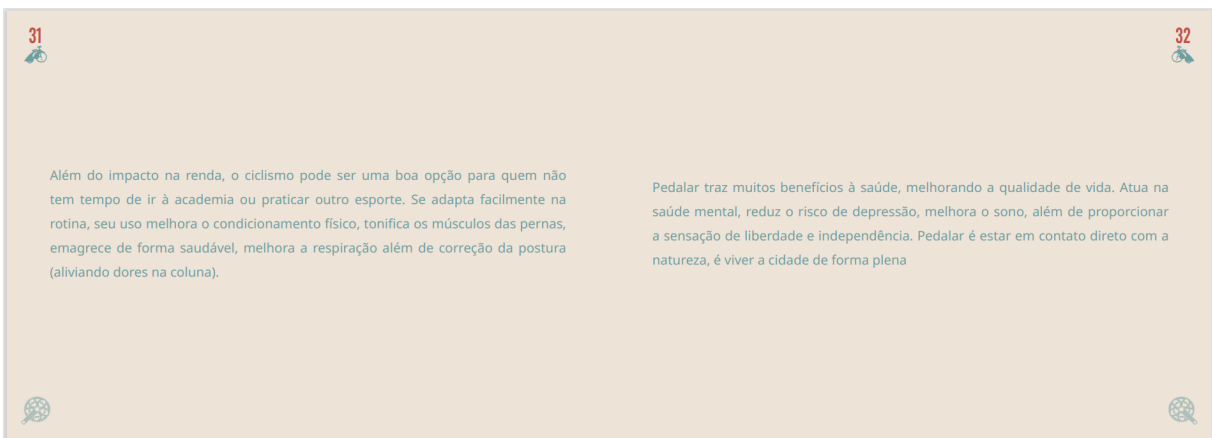 31
Além do impacto na renda, o ciclismo pode ser uma boa opção para quem não
tem tempo de ir à academia ou praticar outro esporte. Se adapta facilmente na
rotina, seu uso melhora o condicionamento físico, tonifica os músculos das pernas,
emagrece de forma saudável, melhora a respiração além de correção da postura
(aliviando dores na coluna).
32
Pedalar traz muitos benefícios à saúde, melhorando a qualidade de vida. Atua na
saúde mental, reduz o risco de depressão, melhora o sono, além de proporcionar
a sensação de liberdade e independência. Pedalar é estar em contato direto com a
natureza, é viver a cidade de forma plena